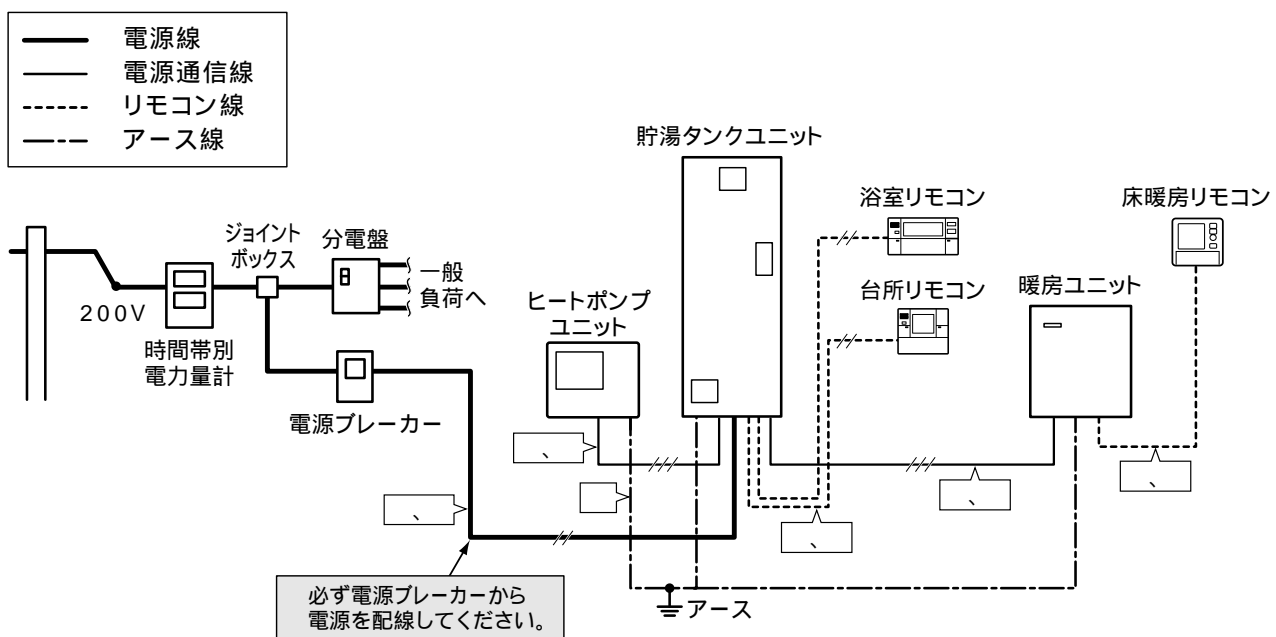 電源線
電源通信線
リモコン線
アース線
貯湯タンクユニット
浴室リモコン
床暖房リモコン
ジョイント
ボックス
分電盤
一般
負荷へ
200V
時間帯別
電力量計
ヒートポンプ
ユニット
台所リモコン
暖房ユニット
電源ブレーカー
、
、
、
、
、
必ず電源ブレーカーから
電源を配線してください。
アース